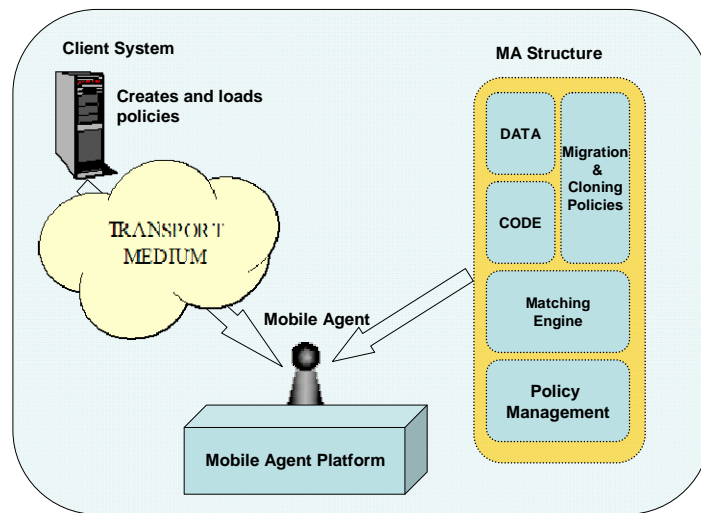 Client System
Creates and loads
policies
TRANSPORT
MEDIUM
Mobile Agent
Mobile Agent Platform
MA Structure
DATA
CODE
Migration
&
Cloning
Policies
Matching
Engine
Policy
Management